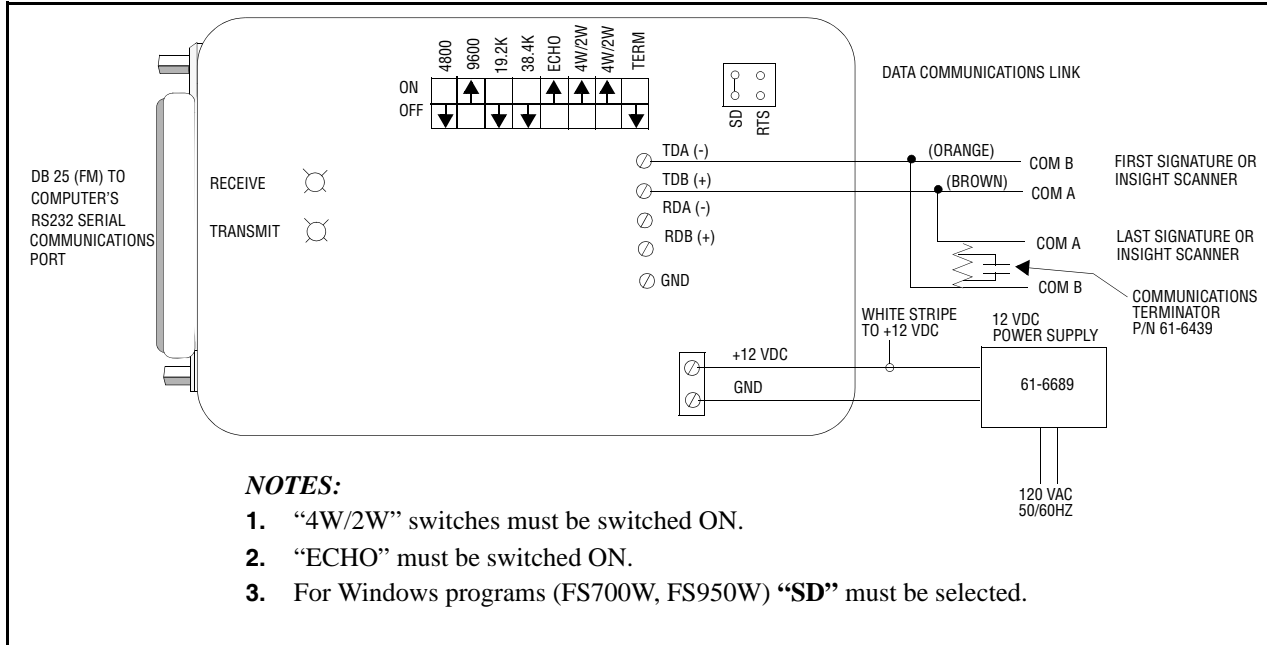 4800
9600
19.2K
38.4K
ECHO
4W/2W
4W/2W
TERM
ON
OFF
SD
RTS
DATA COMMUNICATIONS LINK
DB 25 (FM) TO
COMPUTER'S
RS232 SERIAL
COMMUNICATIONS
PORT
RECEIVE
TRANSMIT
TDA (-)
TDB (+)
RDA (-)
RDB (+)
GND
(ORANGE)
COM B
(BROWN)
COM A
FIRST SIGNATURE OR
INSIGHT SCANNER
COM A
COM B
LAST SIGNATURE OR
INSIGHT SCANNER
COMMUNICATIONS
TERMINATOR
P/N 61-6439
WHITE STRIPE
TO +12 VDC
12 VDC
POWER SUPPLY
+12 VDC
GND
61-6689
120 VAC
50/60HZ
NOTES:
1. “4W/2W” switches must be switched ON.
2. “ECHO” must be switched ON.
3. For Windows programs (FS700W, FS950W) “SD” must be selected.